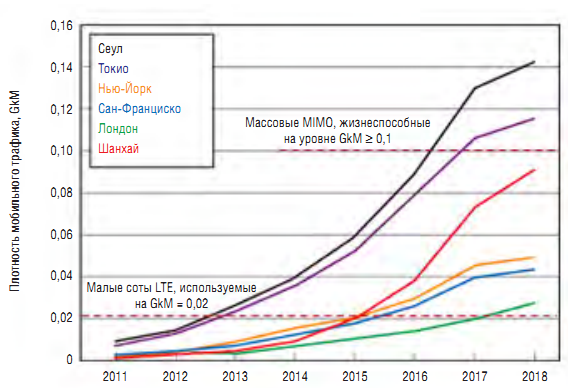 Плотность мобильного трафика, GkM
0,16
0,14
0,12
0,10
0,08
0,06
0,04
0,02
0
Сеул
Токио
Нью-Йорк
Сан-Франциско
Лондон
Шанхай
Массовые MIMO, жизнеспособные
на уровне GkM ≥ 0,1
Малые соты LTE, используемые
на GkM = 0,02
2011 2012 2013 2014 2015 2016 2017 2018